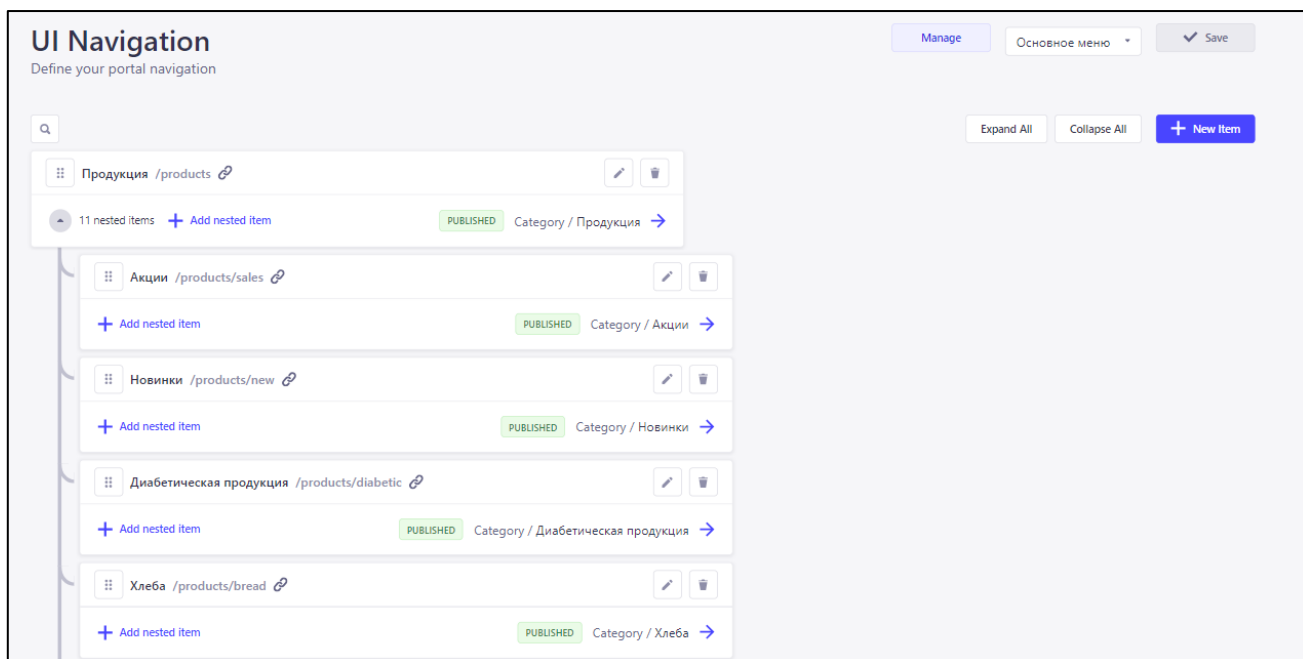 UI Navigation
Define your portal navigation
Manage
Основное меню
Save
Expand All
Collapse All
New Item
Продукция /products
11 nested items Add nested item PUBLISHED Category / Продукция
Акции /products/sales
Add nested item PUBLISHED Category / Акции
Новинки /products/new
Add nested item PUBLISHED Category / Новинки
Диабетическая продукция /products/diabetic
Add nested item PUBLISHED Category / Диабетическая продукция
Хлеба /products/bread
Add nested item PUBLISHED Category / Хлеба